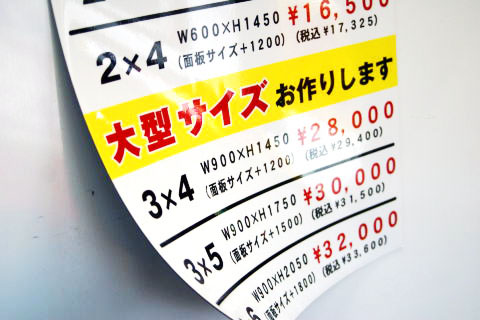 2×4 W600×H1450 ¥16,500
(面板サイズ+1200) (税込¥17,325)
大型サイズ お作りします
3×4 W900×H1450 ¥28,000
(面板サイズ+1200) (税込¥29,400)
3×5 W900×H1750 ¥30,000
(面板サイズ+1500) (税込¥31,500)
6 W900×H2050 ¥32,000
(面板サイズ+1800) (税込¥33,600)